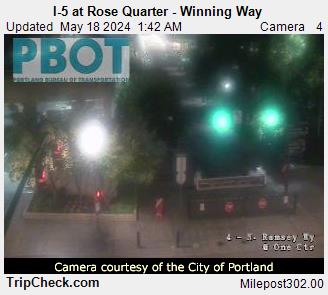 I-5 at Rose Quarter - Winning Way
Updated May 18 2024 1:42 AM Camera 4
PBOT
PORTLAND BUREAU OF TRANSPORTATION
4 - N. Ramsey Wy
@ One Ctr
Camera courtesy of the City of Portland
TripCheck.com Milepost302.00